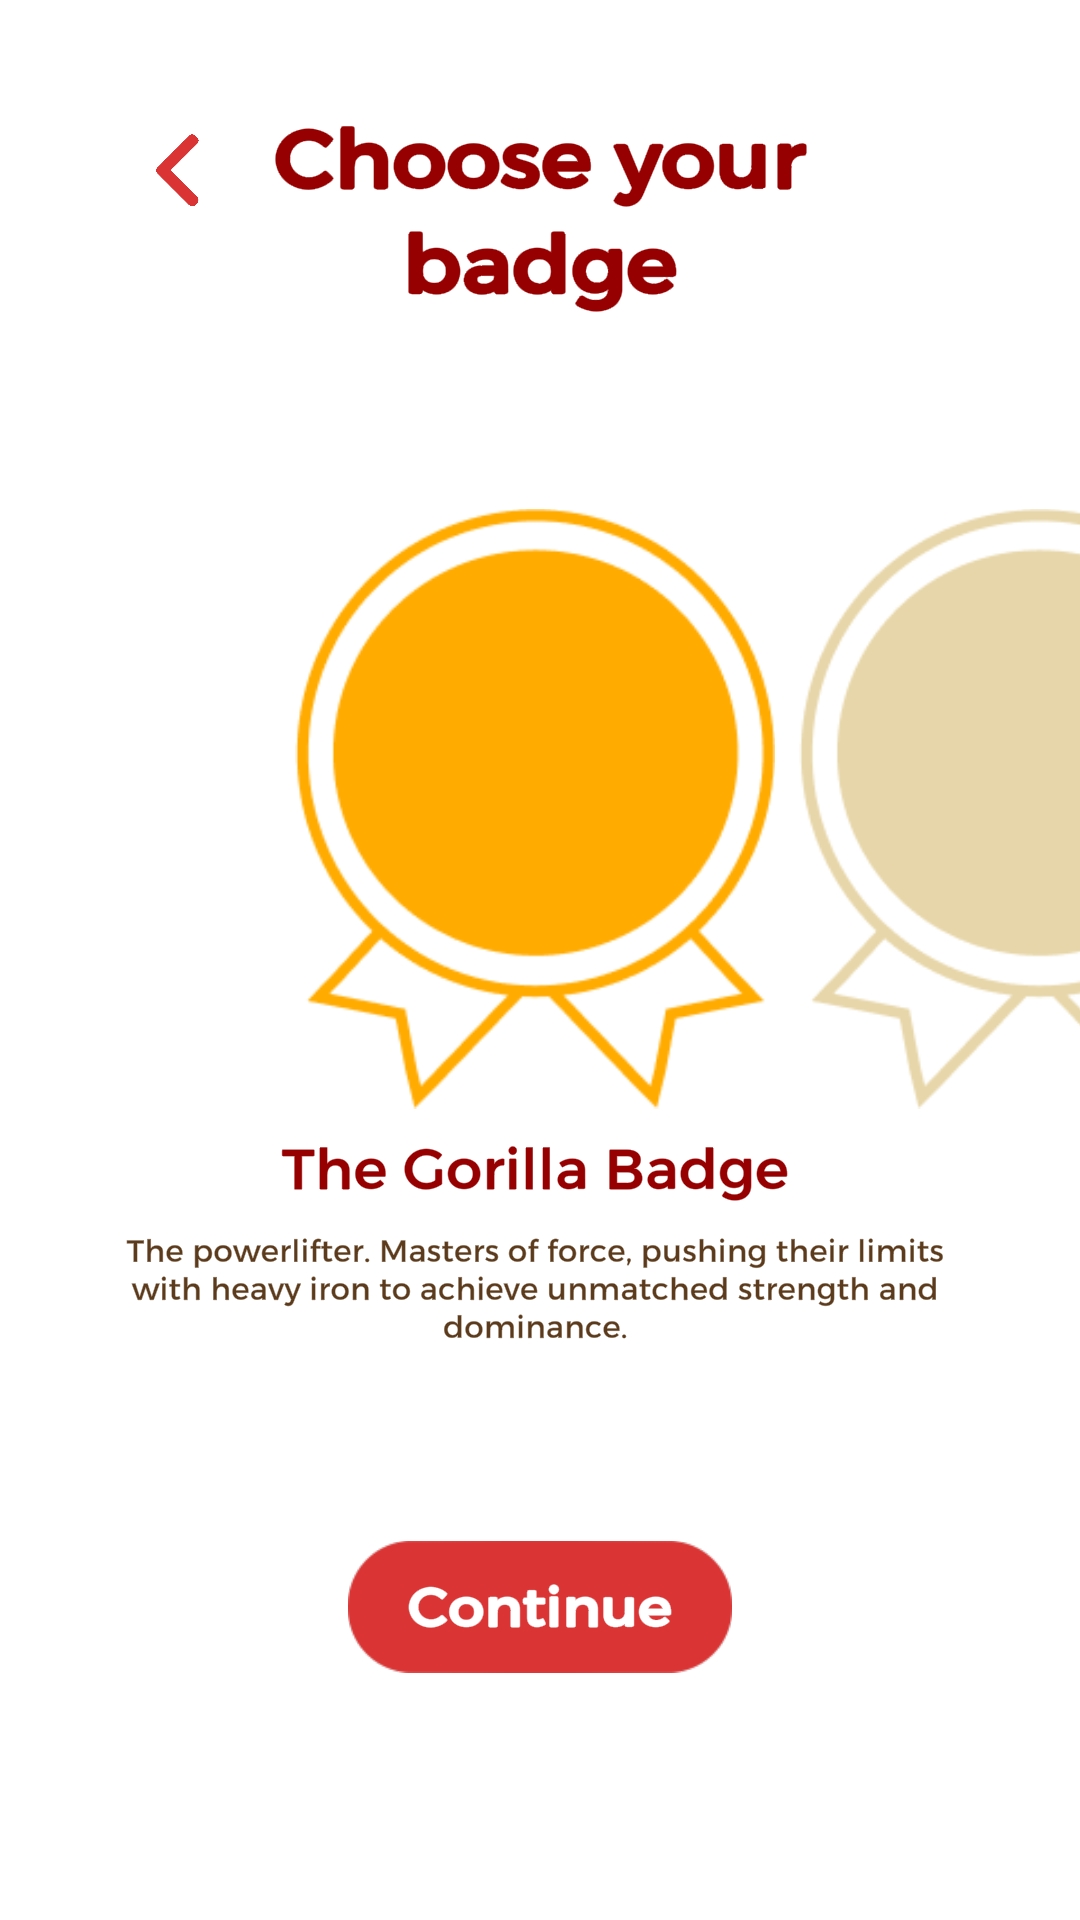 Choose your
badge
The Gorilla Badge
The powerlifter. Masters of force, pushing their limits
with heavy iron to achieve unmatched strength and
dominance.
Continue